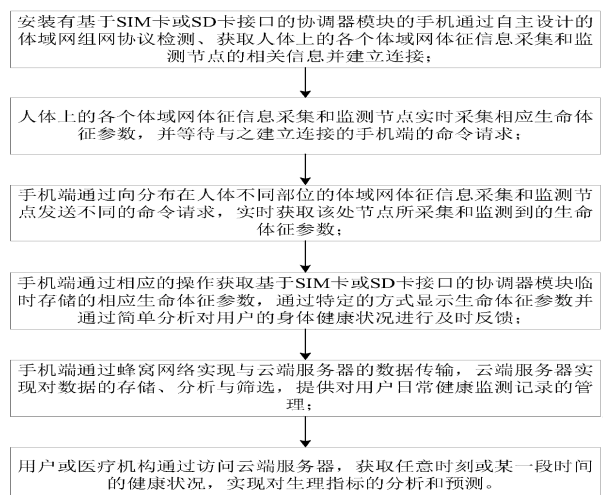 安装有基于SIM卡或SD卡接口的协调器模块的手机通过自主设计的
体域网组网协议检测、获取人体上的各个体域网体征信息采集和监
测节点的相关信息并建立连接；
人体上的各个体域网体征信息采集和监测节点实时采集相应生命体
征参数，并等待与之建立连接的手机端的命令请求；
手机端通过向分布在人体不同部位的体域网体征信息采集和监测节
点发送不同的命令请求，实时获取该处节点所采集和监测到的生命
体征参数；
手机端通过相应的操作获取基于SIM卡或SD卡接口的协调器模块临
时存储的相应生命体征参数，通过特定的方式显示生命体征参数并
通过简单分析对用户的身体健康状况进行及时反馈；
手机端通过蜂窝网络实现与云端服务器的数据传输，云端服务器实
现对数据的存储、分析与筛选，提供对用户日常健康监测记录的管
理；
用户或医疗机构通过访问云端服务器，获取任意时刻或某一段时间
的健康状况，实现对生理指标的分析和预测。